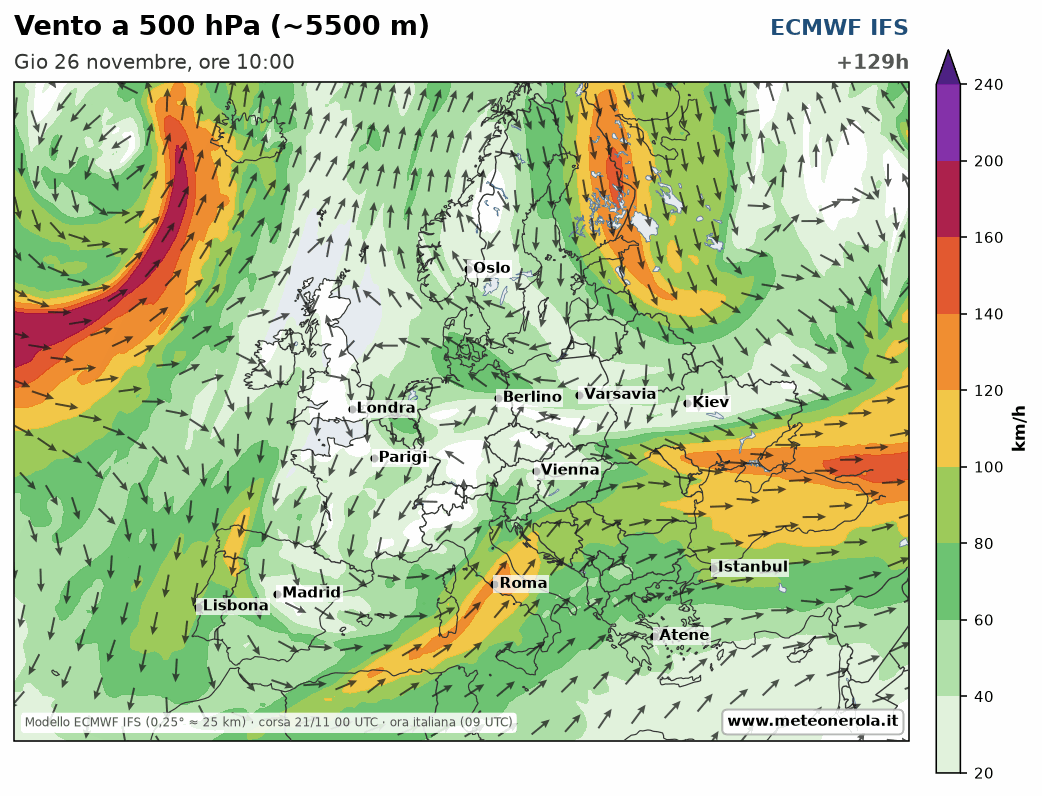 Vento a 500 hPa (~5500 m)
ECMWF IFS
Gio 26 novembre, ore 10:00
+129h
240
200
160
140
120
100
80
60
40
20
km/h
Oslo
Berlino
Varsavia
Kiev
Londra
Parigi
Vienna
Istanbul
Roma
Madrid
Lisbona
Atene
Modello ECMWF IFS (0,25° ≈ 25 km) · corsa 21/11 00 UTC · ora italiana (09 UTC)
www.meteonerola.it